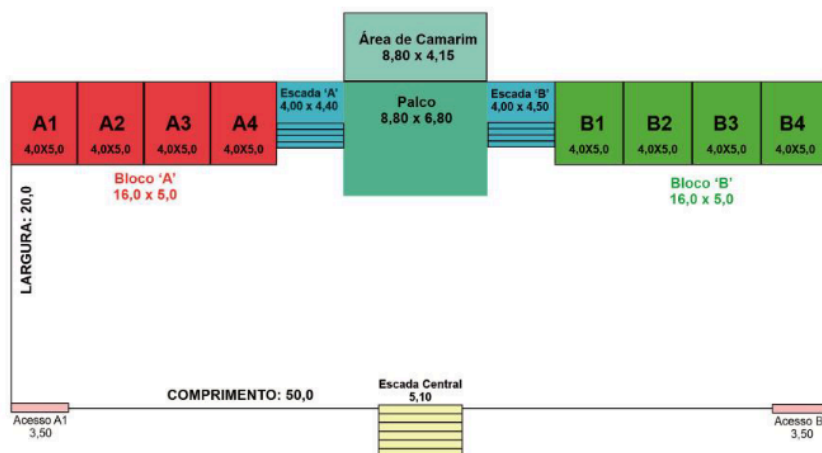 Área de Camarim
8,80 x 4,15
Escada 'A'
4,00 x 4,40
Palco
8,80 x 6,80
Escada 'B'
4,00 x 4,50
A1
A2
A3
A4
B1
B2
B3
B4
4,0X5,0
4,0X5,0
4,0X5,0
4,0X5,0
4,0X5,0
4,0X5,0
4,0X5,0
4,0X5,0
Bloco 'A'
16,0 x 5,0
Bloco 'B'
16,0 x 5,0
LARGURA: 20,0
COMPRIMENTO: 50,0
Escada Central
5,10
Acesso A1
3,50
Acesso B
3,50